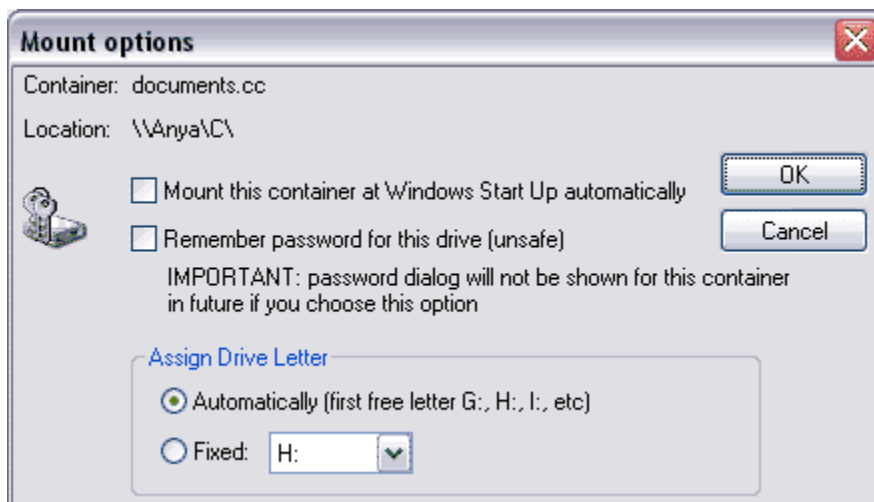 Mount options
Container: documents.cc
Location: \\Anya\C\
Mount this container at Windows Start Up automatically
OK
Remember password for this drive (unsafe)
Cancel
IMPORTANT: password dialog will not be shown for this container
in future if you choose this option
Assign Drive Letter
Automatically (first free letter G:, H:, I:, etc)
Fixed: H: